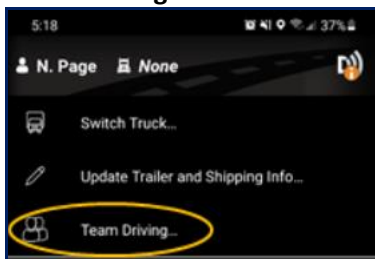 5:18 37%
N. Page None
Switch Truck...
Update Trailer and Shipping Info...
Team Driving...